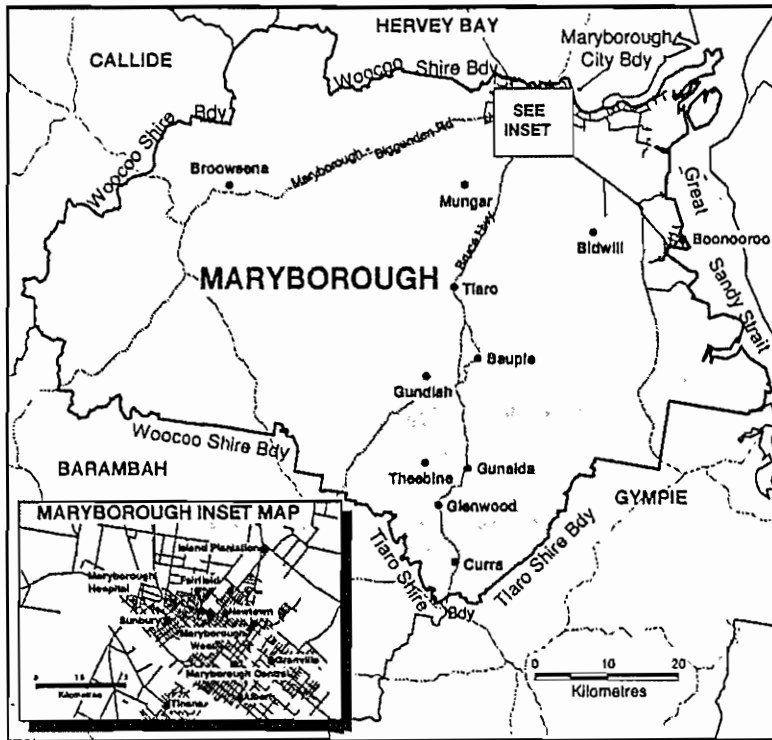 HERVEY BAY
Maryborough
City Bdy
CALLIDE
Woocoo Shire Bdy
SEE
INSET
Woocoo Shire Bdy
Maryborough - Biggenden Rd
Brooweena
Mungar
Great Sandy Strait
Boonooroo
Bidwill
Bruce Hwy
MARYBOROUGH
Tiaro
Bauple
Gundiah
Woocoo Shire Bdy
BARAMBAH
Theebine
Gunalda
GYMPIE
Glenwood
Curra
Tiaro Shire Bdy
Tiaro Shire Bdy
0 10 20
Kilometres
MARYBOROUGH INSET MAP
Island Plantation
Maryborough
Hospital
Fairfield
Sunbury
Newtown
Maryborough
West
Granville
Maryborough Central
Albert
Tinana
Kilometres